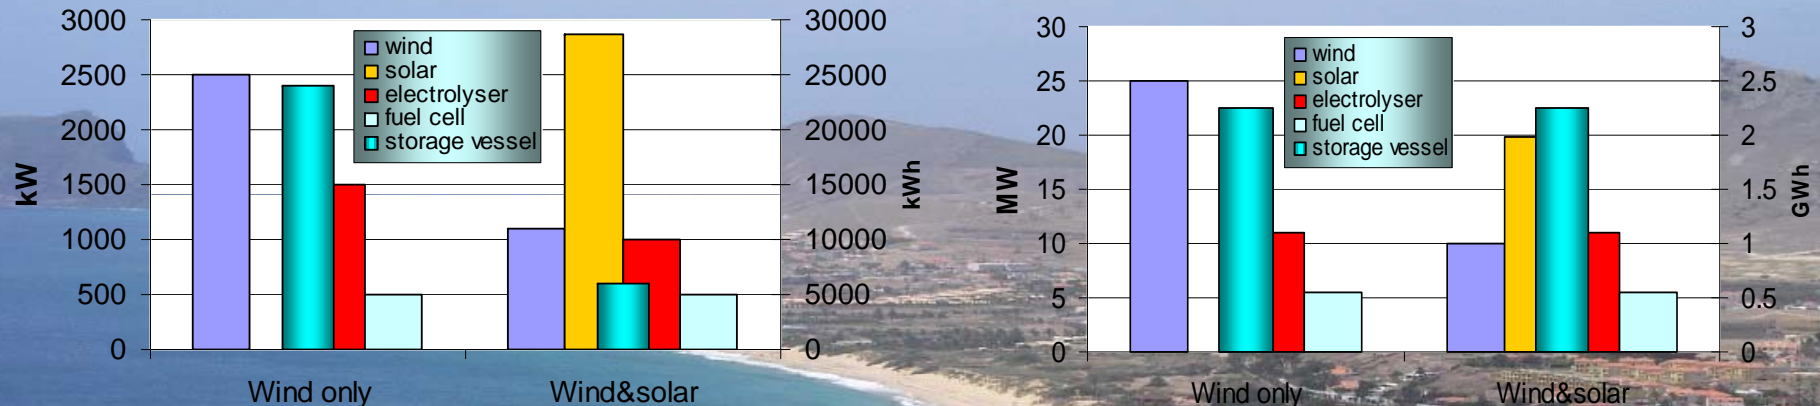 3000
2500
2000
1500
1000
500
0
kW
wind
solar
electrolyser
fuel cell
storage vessel
30000
25000
20000
15000
10000
5000
0
kWh
Wind only
Wind&solar
30
25
20
15
10
5
0
MW
wind
solar
electrolyser
fuel cell
storage vessel
3
2.5
2
1.5
1
0.5
0
GWh
Wind only
Wind&solar